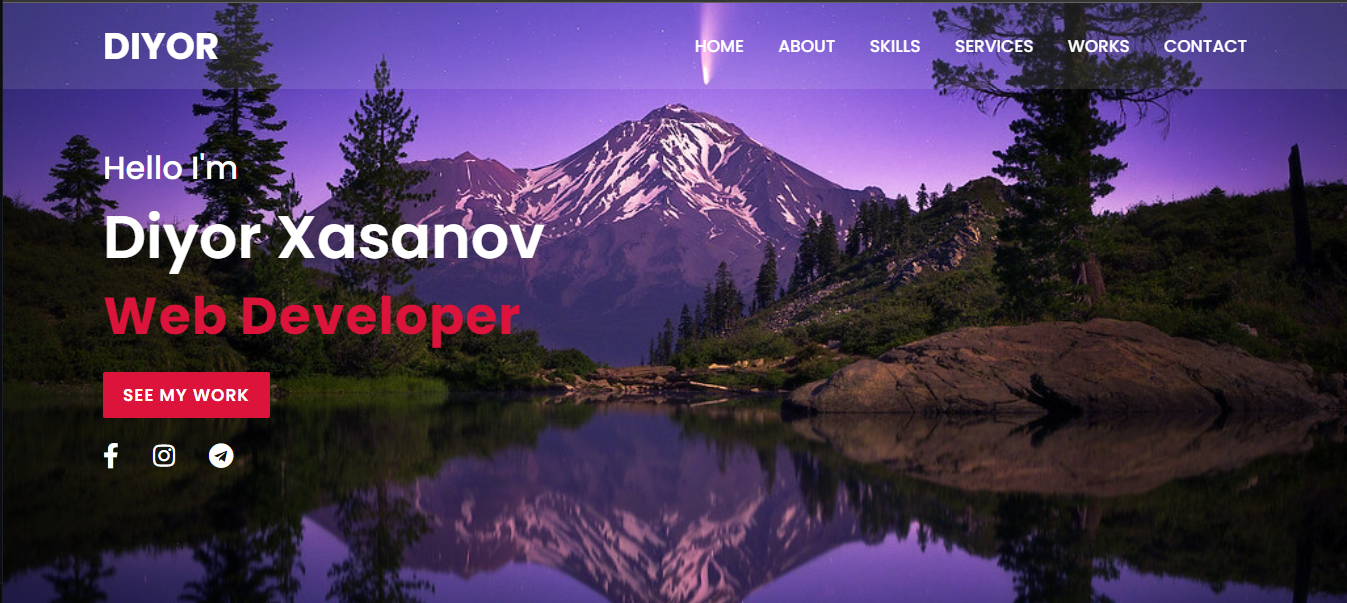 DIYOR
HOME ABOUT SKILLS SERVICES WORKS CONTACT
Hello I'm
Diyor Xasanov
Web Developer
SEE MY WORK